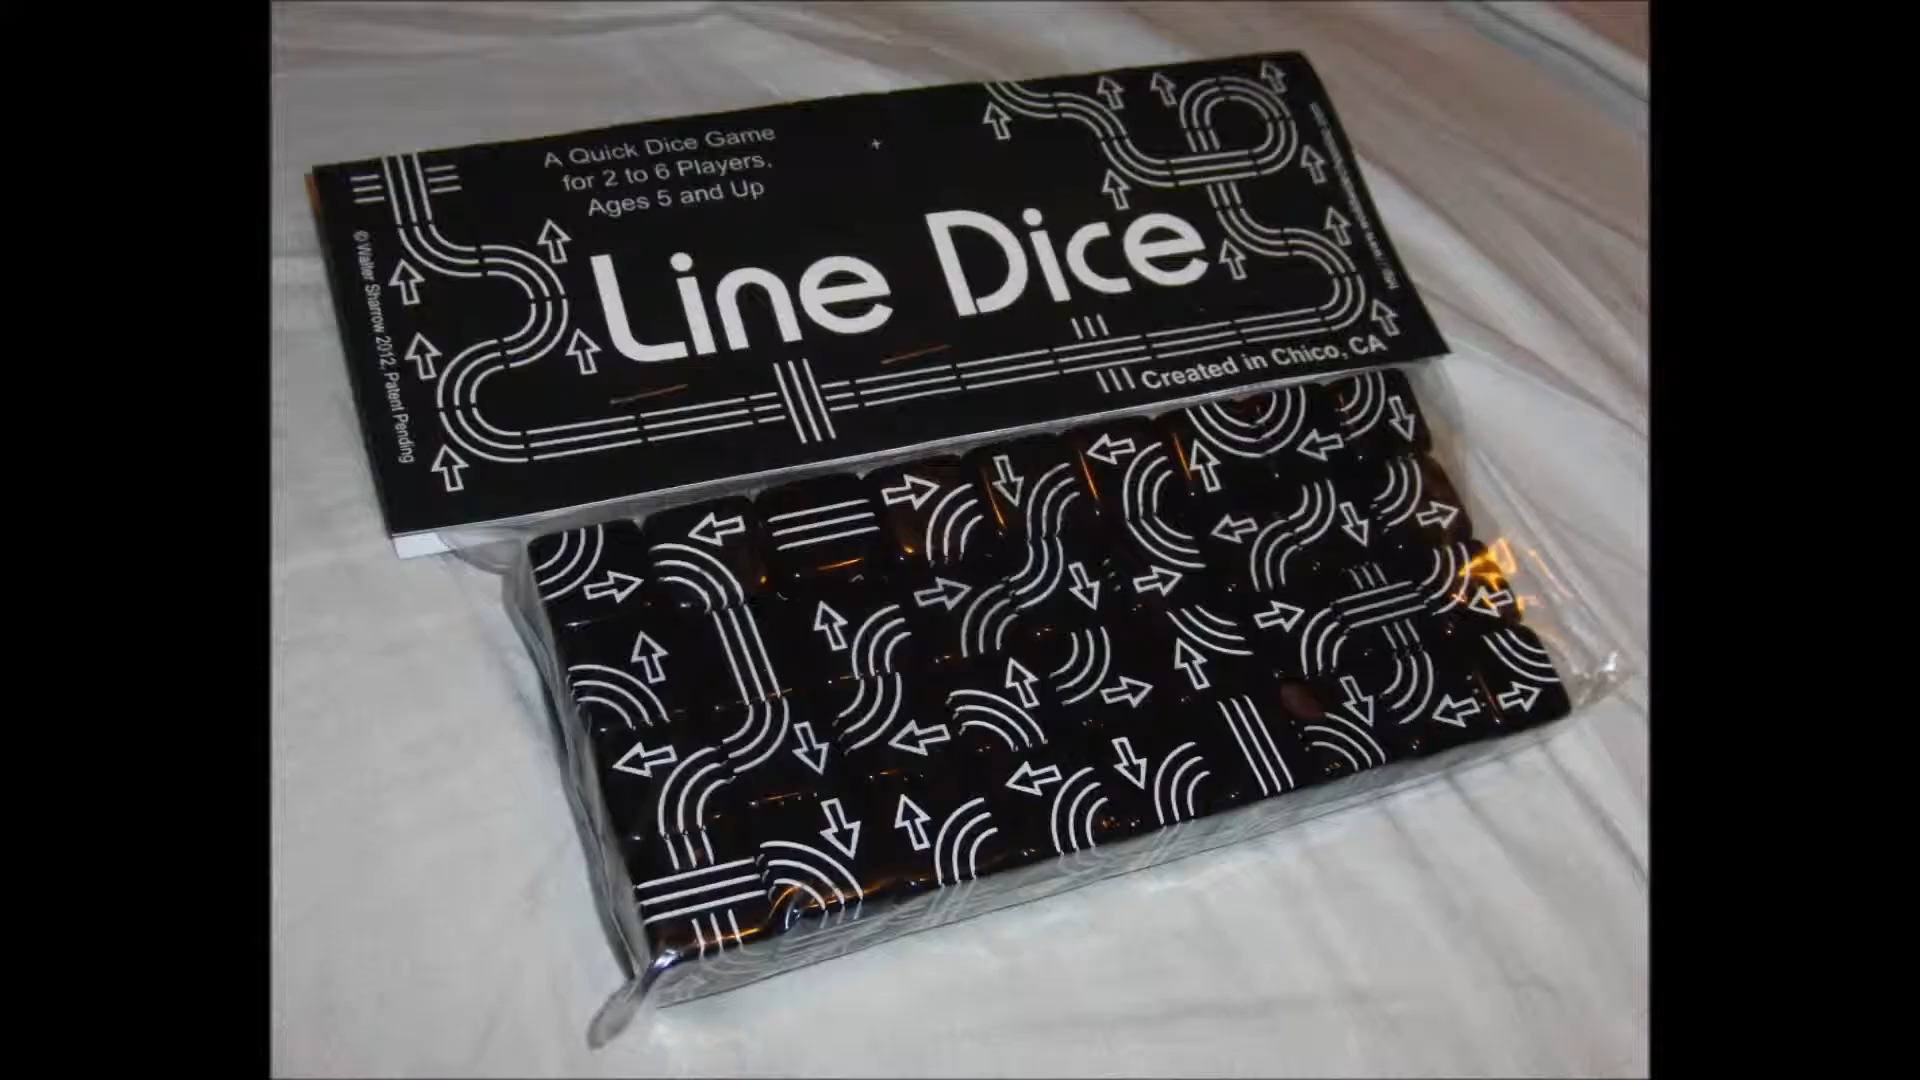 A Quick Dice Game
for 2 to 6 Players,
Ages 5 and Up
Line Dice
Created in Chico, CA
© Walter Sharrow 2012, Patent Pending